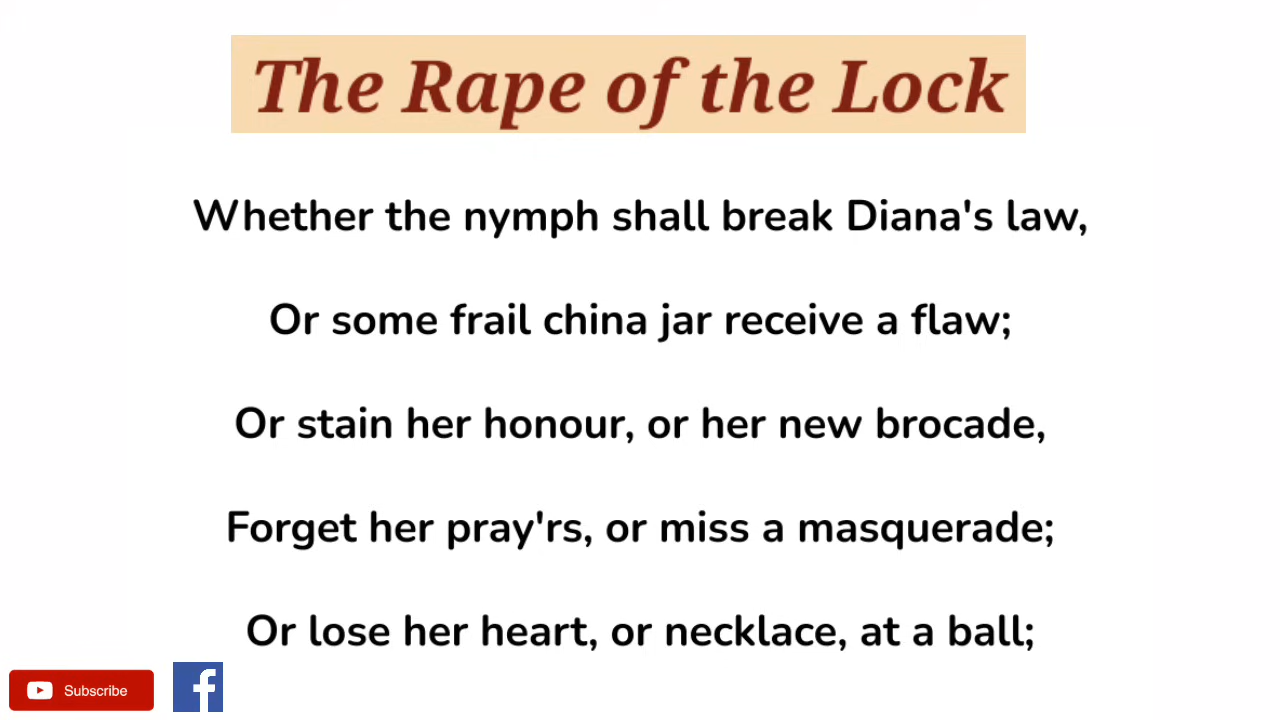 The Rape of the Lock
Whether the nymph shall break Diana's law,
Or some frail china jar receive a flaw;
Or stain her honour, or her new brocade,
Forget her pray'rs, or miss a masquerade;
Or lose her heart, or necklace, at a ball;
Subscribe